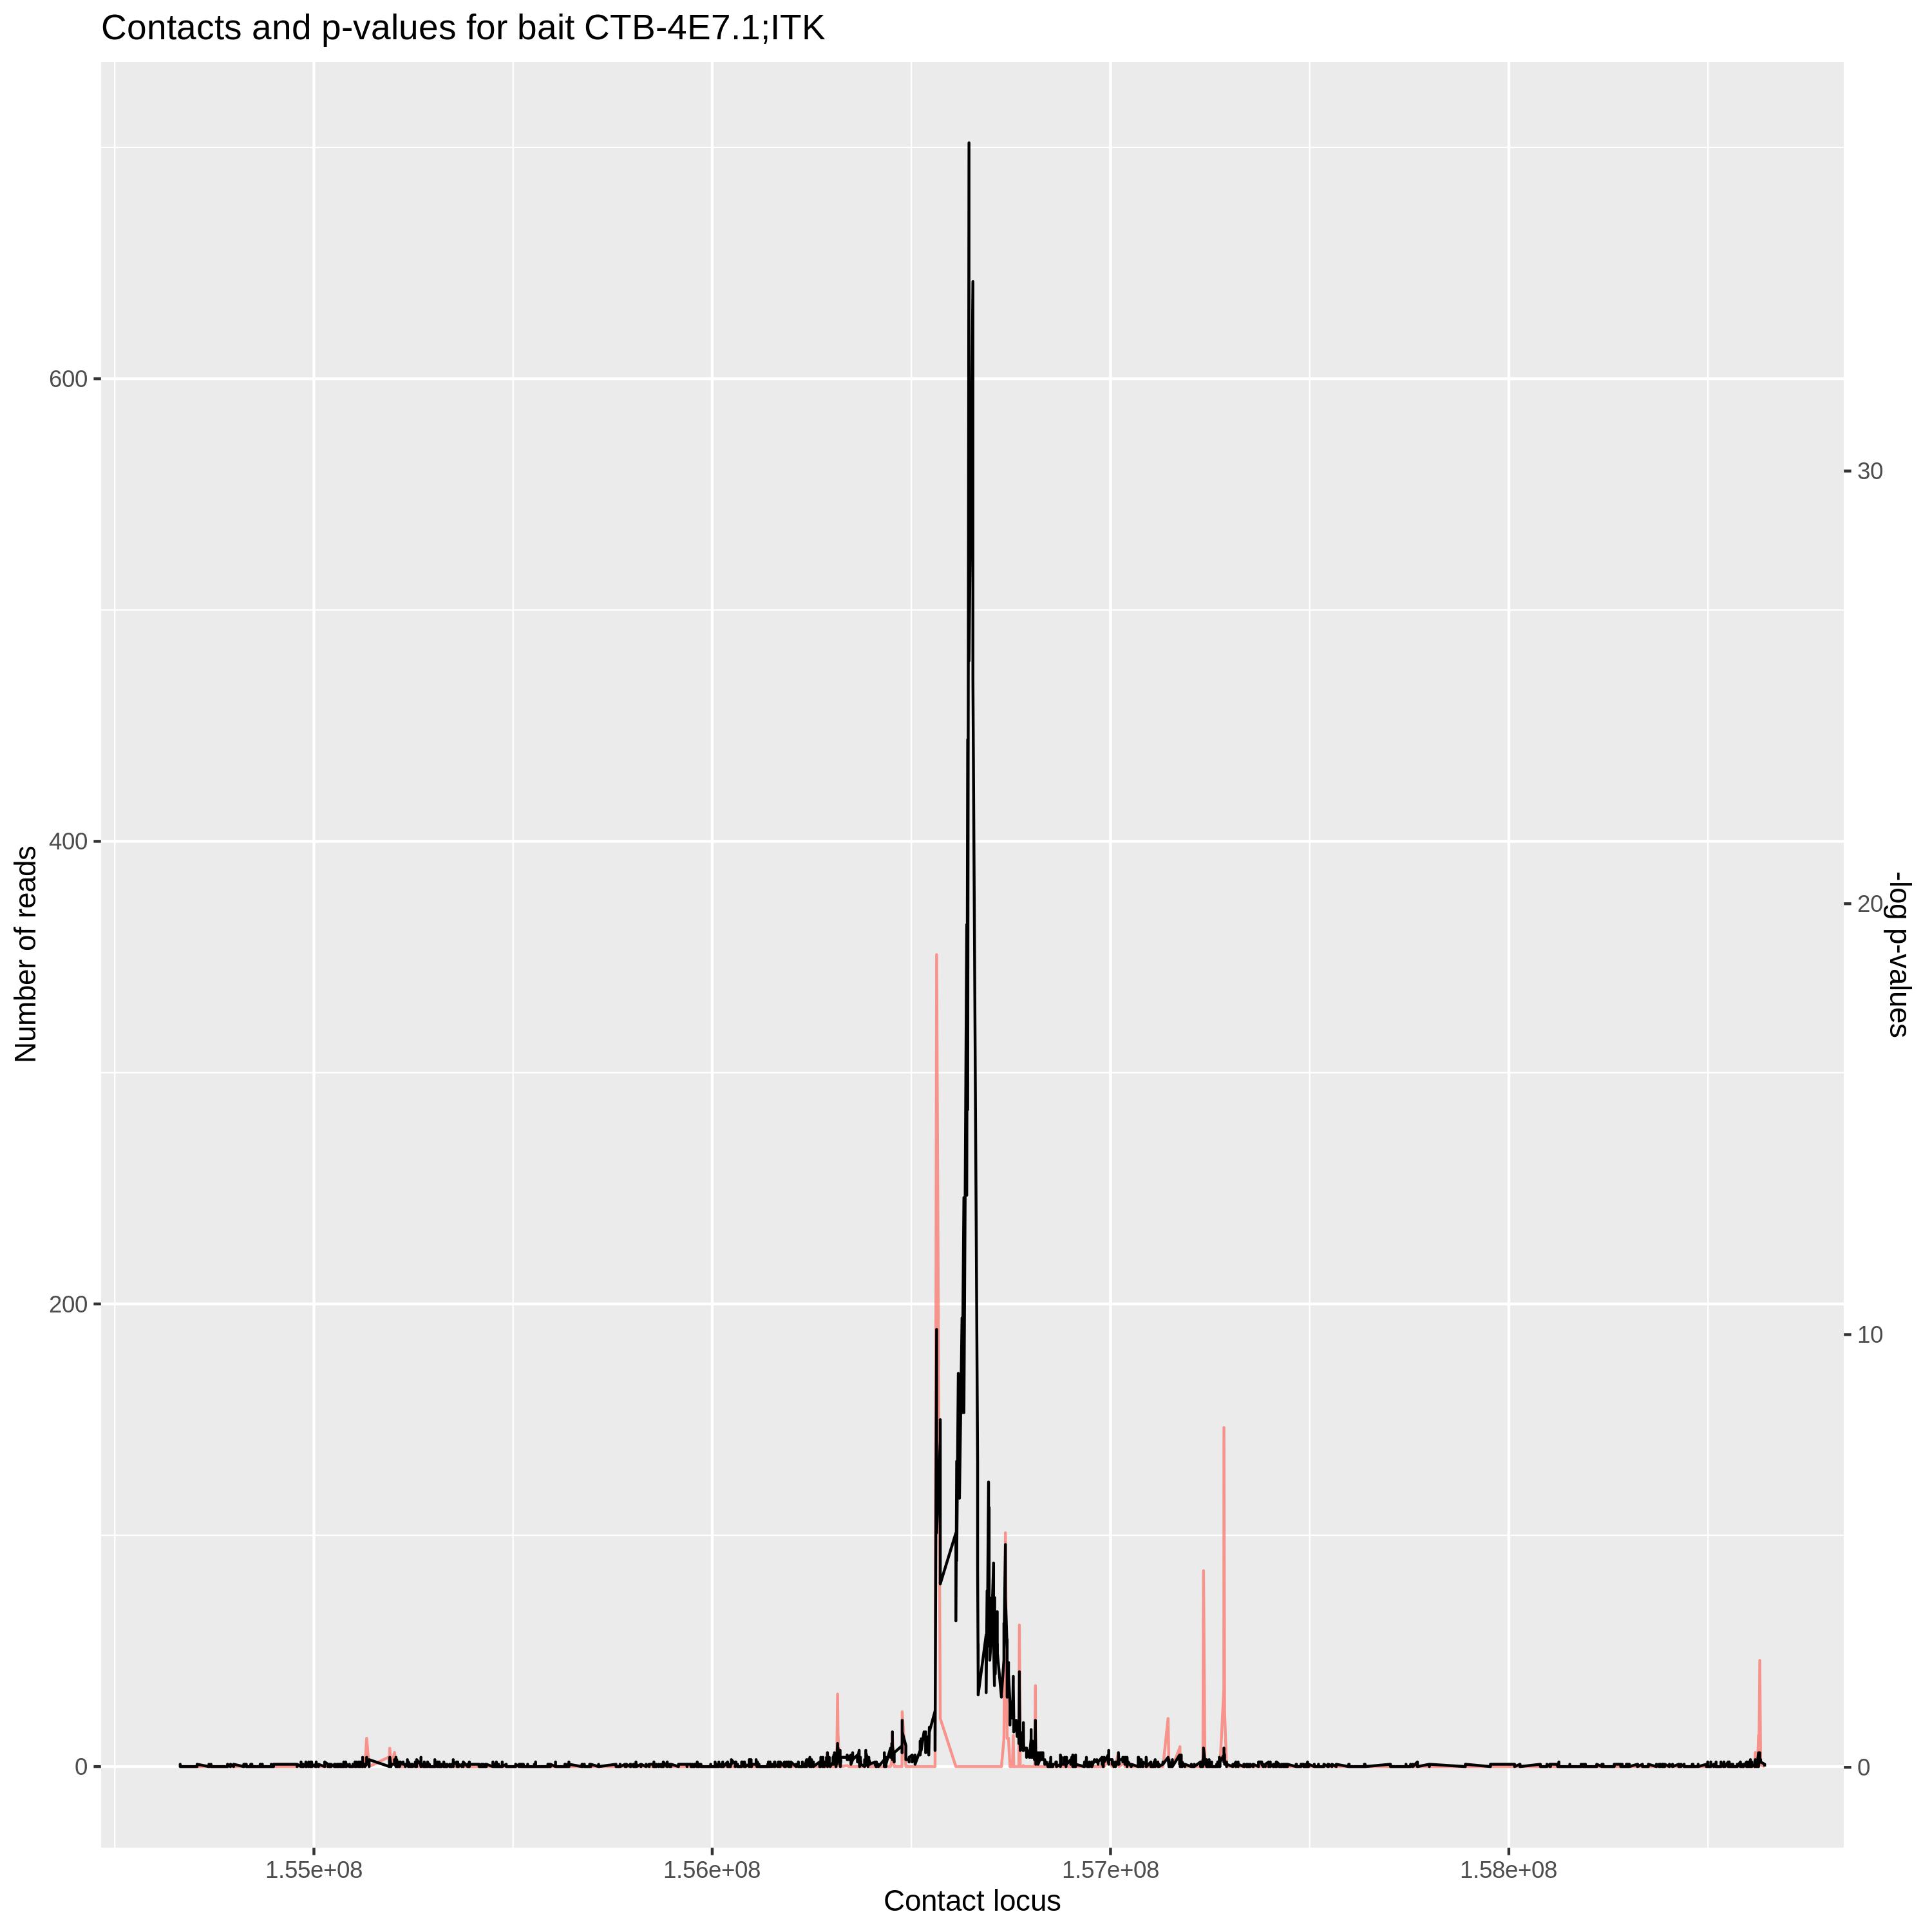 Contacts and p-values for bait CTB-4E7.1;ITK
Number of reads
600
400
200
0
30
20
10
0
-log p-values
1.55e+08 1.56e+08 1.57e+08 1.58e+08
Contact locus